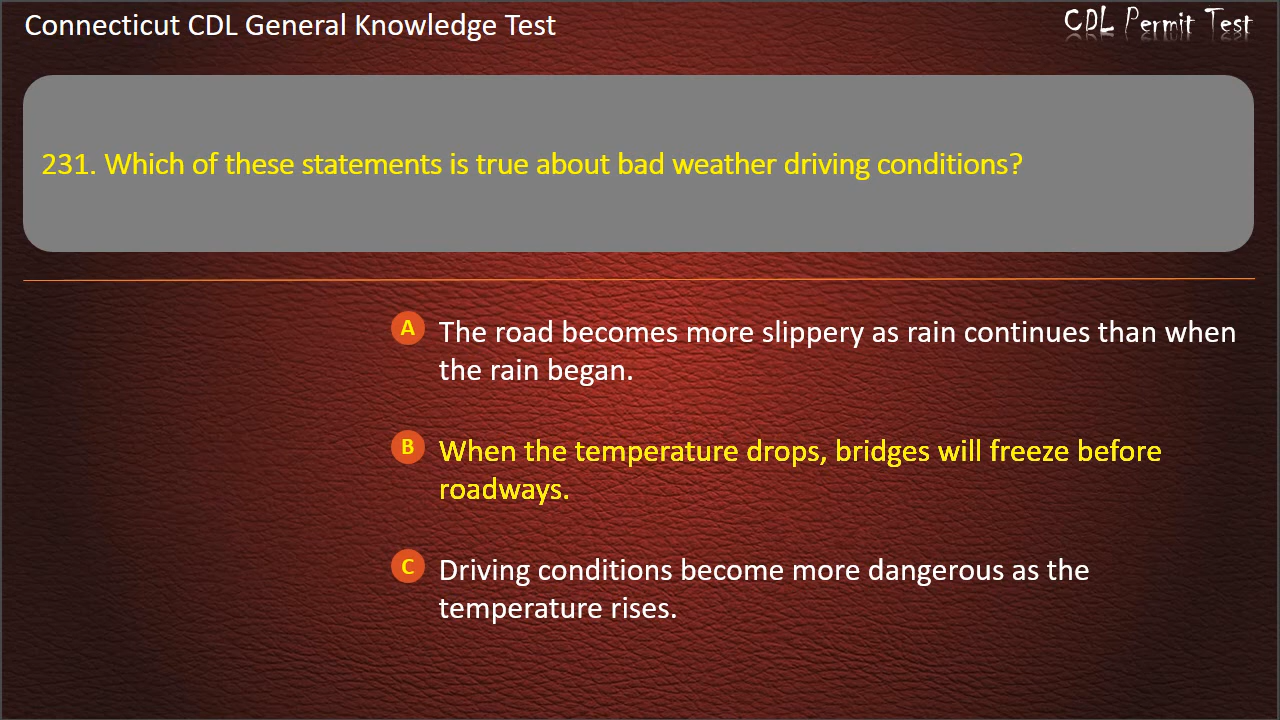 Connecticut CDL General Knowledge Test
CDL Permit Test
231. Which of these statements is true about bad weather driving conditions?
A The road becomes more slippery as rain continues than when
the rain began.
B When the temperature drops, bridges will freeze before
roadways.
C Driving conditions become more dangerous as the
temperature rises.